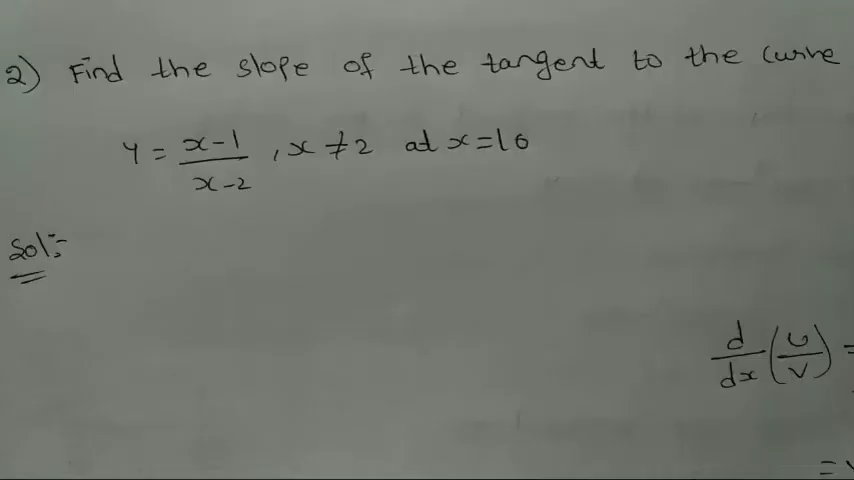 2) Find the slope of the tangent to the curve
y = x-1/x-2 , x ≠ 2 at x=10
Sol:-
d/dx (u/v) =
= v